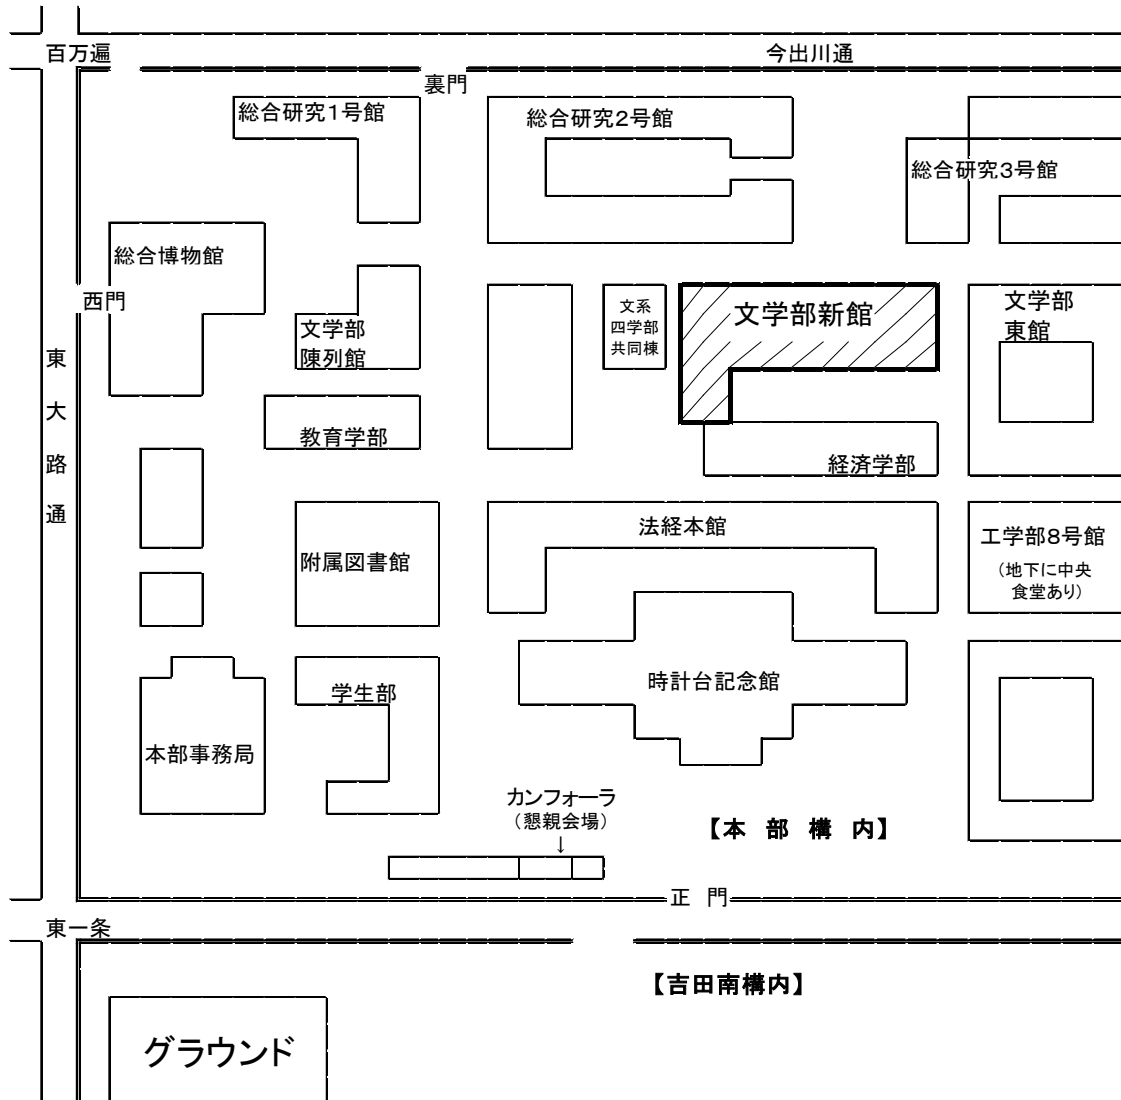 百万遍
今出川通
裏門
総合研究1号館
総合研究2号館
総合研究3号館
総合博物館
西門
文学部
陳列館
文系
四学部
共同棟
文学部新館
文学部
東館
東大路通
教育学部
経済学部
附属図書館
法経本館
工学部8号館
(地下に中央
食堂あり)
学生部
時計台記念館
本部事務局
カンフォーラ
(懇親会場)
↓
【本 部 構 内】
正 門
東一条
【吉田南構内】
グラウンド